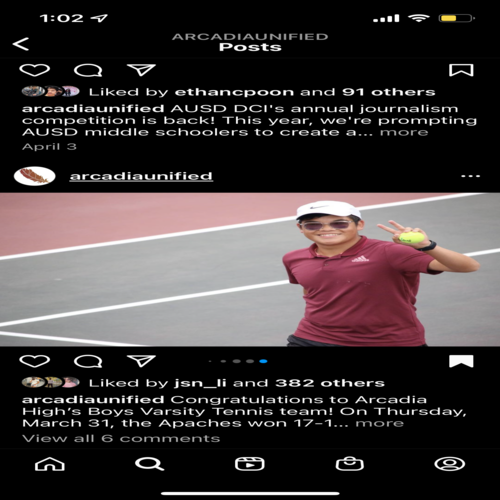 1:02
ARCADIAUNIFIED
Posts
Liked by ethancpoon and 91 others
arcadiaunified AUSD DCI's annual journalism
competition is back! This year, we're prompting
AUSD middle schoolers to create a... more
April 3
arcadiaunified
Liked by jsn_li and 382 others
arcadiaunified Congratulations to Arcadia
High's Boys Varsity Tennis team! On Thursday,
March 31, the Apaches won 17-1... more
View all 6 comments